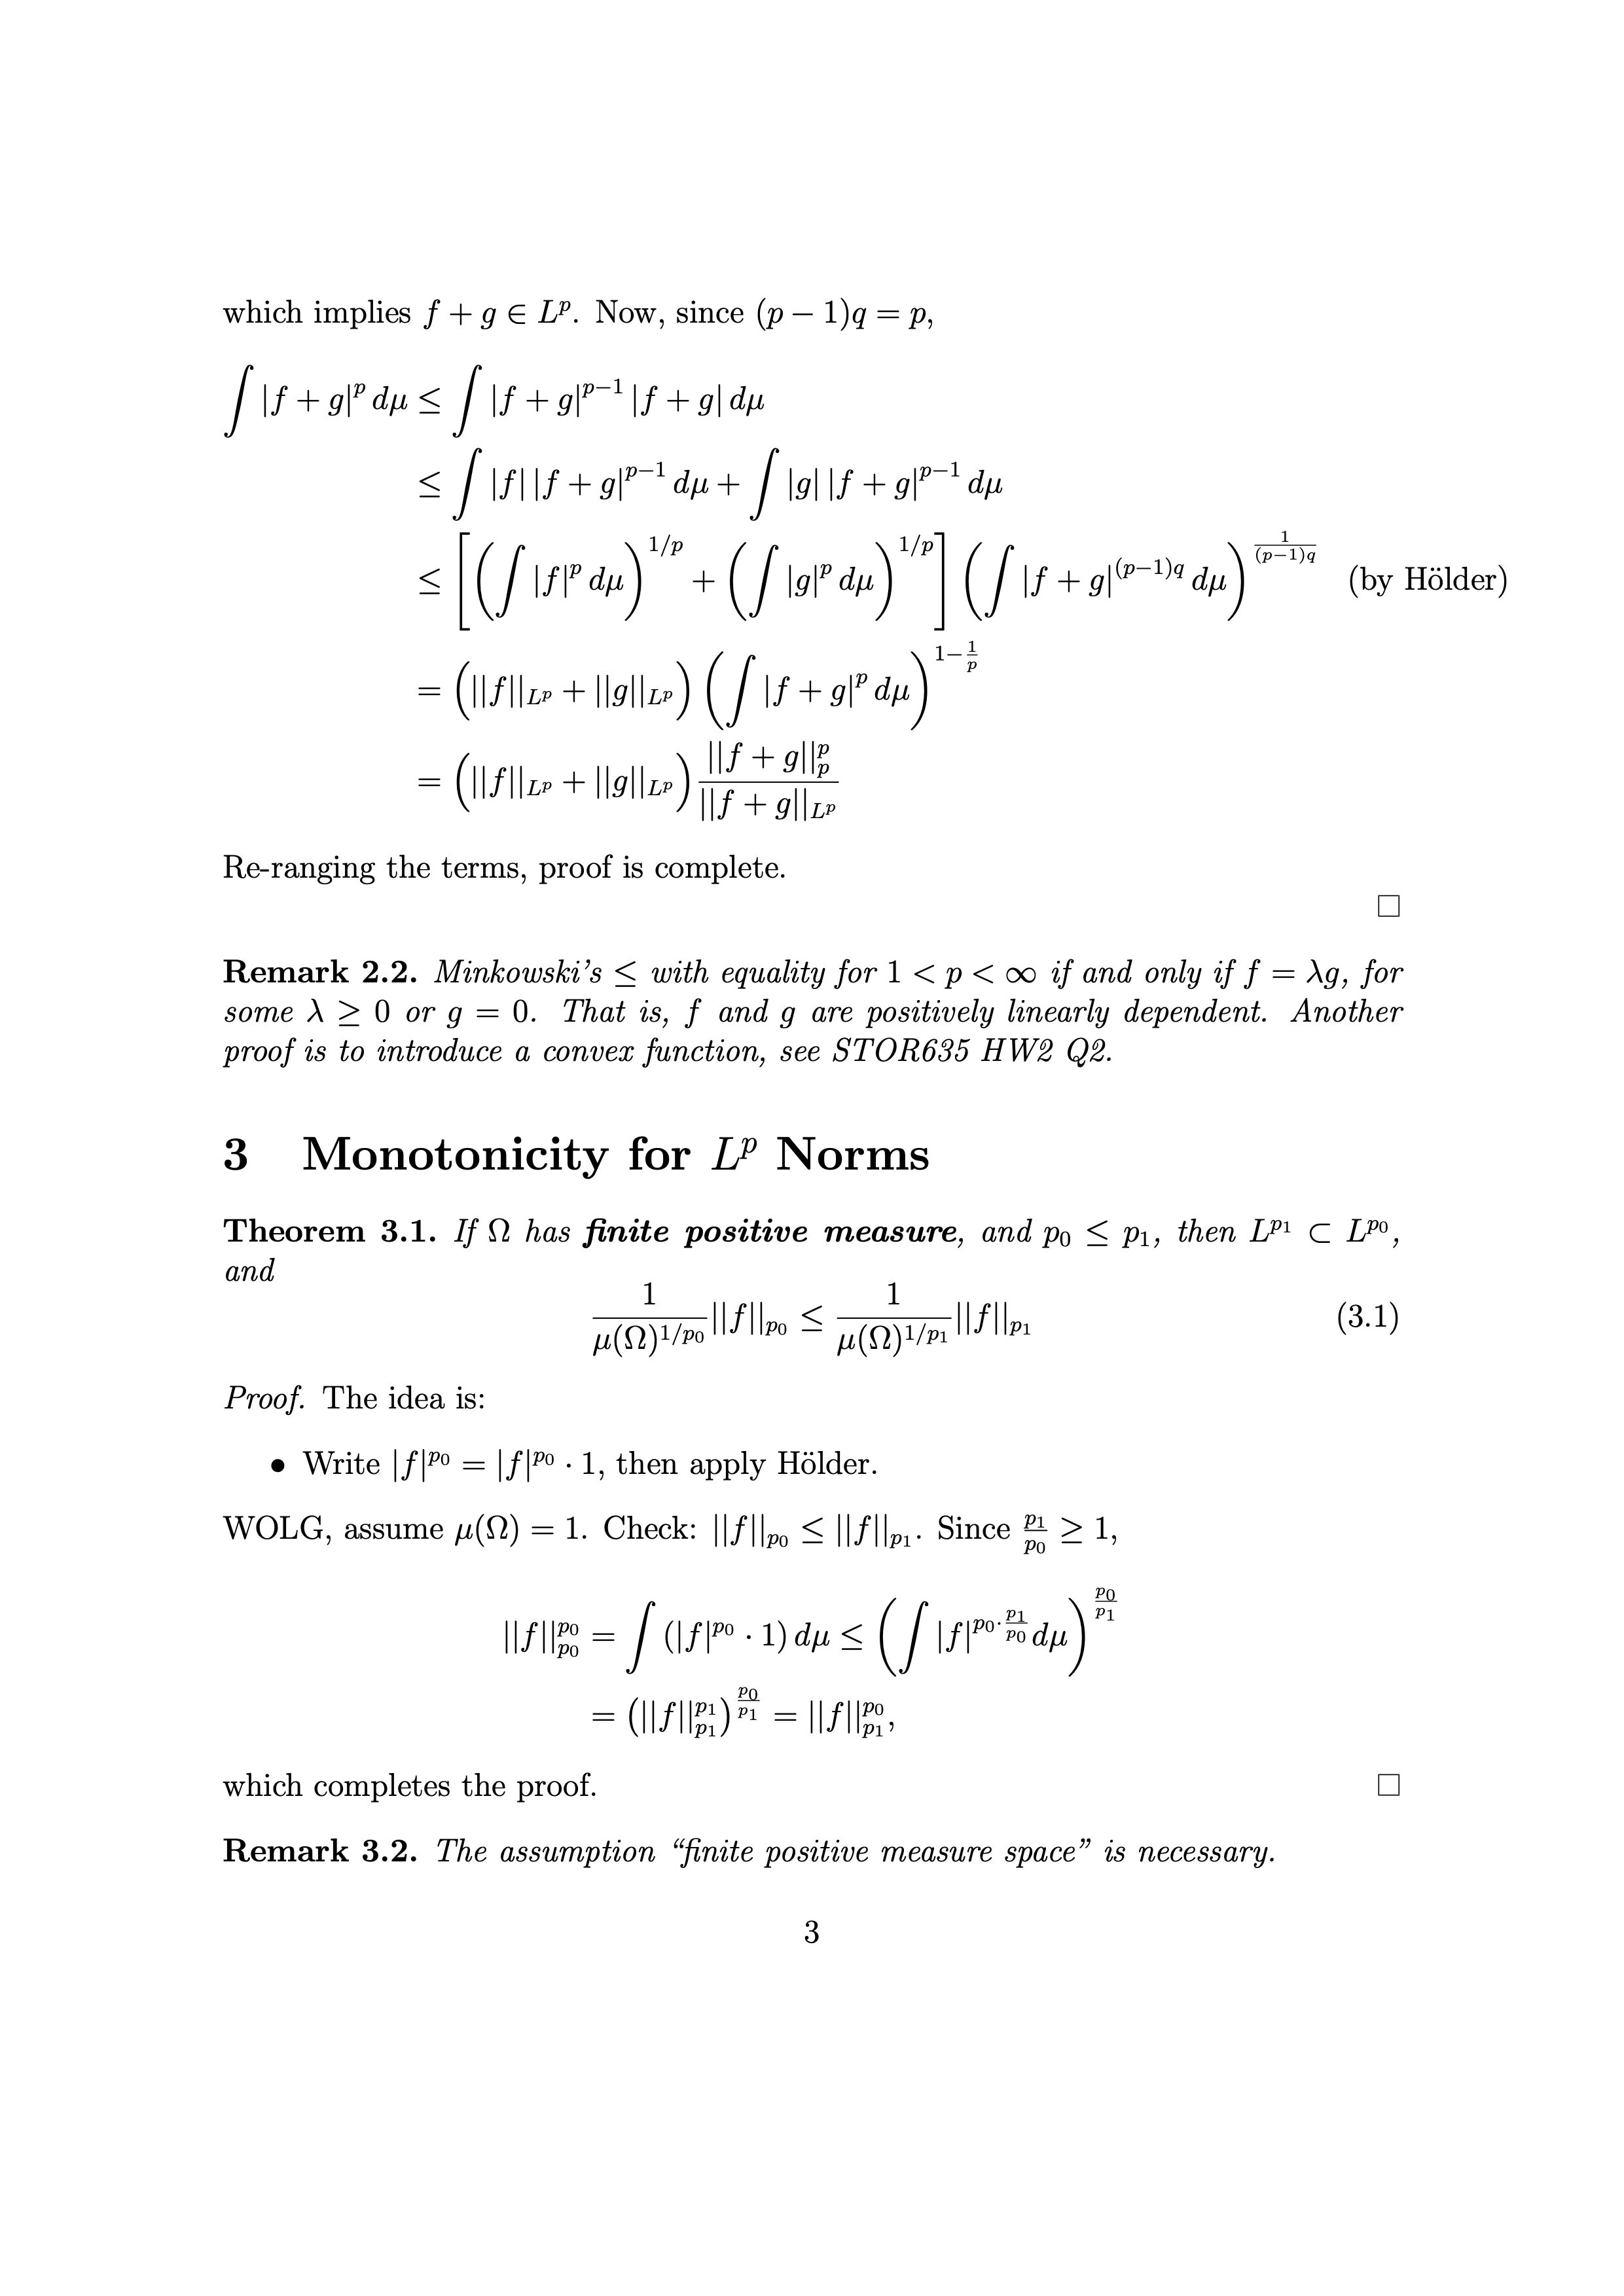 which implies $f + g \in L^p$. Now, since $(p-1)q = p$,
$\int |f+g|^p \, d\mu \leq \int |f+g|^{p-1} |f+g| \, d\mu$
$\leq \int |f| |f+g|^{p-1} \, d\mu + \int |g| |f+g|^{p-1} \, d\mu$
$\leq \left[ \left( \int |f|^p \, d\mu \right)^{1/p} + \left( \int |g|^p \, d\mu \right)^{1/p} \right] \left( \int |f+g|^{(p-1)q} \, d\mu \right)^{\frac{1}{(p-1)q}}$ (by Hölder)
$= \left( ||f||_{L^p} + ||g||_{L^p} \right) \left( \int |f+g|^p \, d\mu \right)^{1-\frac{1}{p}}$
$= \left( ||f||_{L^p} + ||g||_{L^p} \right) \frac{||f+g||_p^p}{||f+g||_{L^p}}$
Re-ranging the terms, proof is complete.
□
Remark 2.2. Minkowski's $\leq$ with equality for $1 < p < \infty$ if and only if $f = \lambda g$, for
some $\lambda \geq 0$ or $g = 0$. That is, $f$ and $g$ are positively linearly dependent. Another
proof is to introduce a convex function, see STOR635 HW2 Q2.
3 Monotonicity for $L^p$ Norms
Theorem 3.1. If $\Omega$ has finite positive measure, and $p_0 \leq p_1$, then $L^{p_1} \subset L^{p_0}$,
and
$\frac{1}{\mu(\Omega)^{1/p_0}} ||f||_{p_0} \leq \frac{1}{\mu(\Omega)^{1/p_1}} ||f||_{p_1}$ (3.1)
Proof. The idea is:
• Write $|f|^{p_0} = |f|^{p_0} \cdot 1$, then apply Hölder.
WOLG, assume $\mu(\Omega) = 1$. Check: $||f||_{p_0} \leq ||f||_{p_1}$. Since $\frac{p_1}{p_0} \geq 1$,
$||f||_{p_0}^{p_0} = \int (|f|^{p_0} \cdot 1) \, d\mu \leq \left( \int |f|^{p_0 \cdot \frac{p_1}{p_0}} d\mu \right)^{\frac{p_0}{p_1}}$
$= \left( ||f||_{p_1}^{p_1} \right)^{\frac{p_0}{p_1}} = ||f||_{p_1}^{p_0},$
which completes the proof. □
Remark 3.2. The assumption “finite positive measure space” is necessary.
3